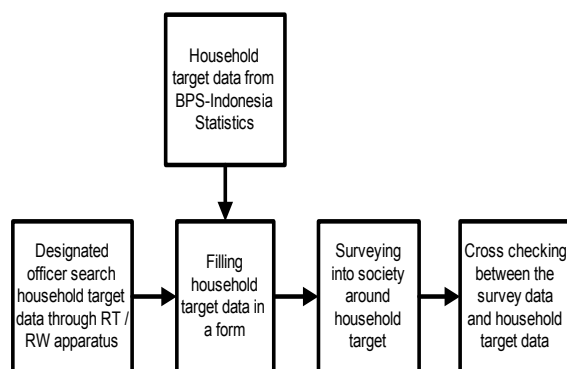 Household
target data from
BPS-Indonesia
Statistics
Designated
officer search
household target
data through RT /
RW apparatus
Filling
household
target data in
a form
Surveying
into society
around
household
target
Cross checking
between the
survey data
and household
target data